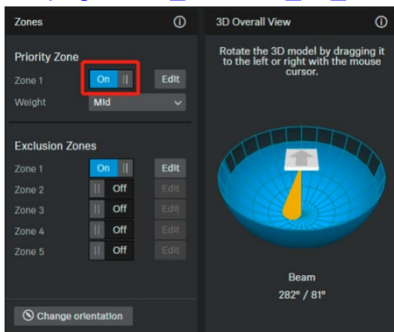 Zones
Priority Zone
Zone 1 On Edit
Weight Mid
Exclusion Zones
Zone 1 On Edit
Zone 2 Off Edit
Zone 3 Off Edit
Zone 4 Off Edit
Zone 5 Off Edit
Change orientation
3D Overall View
Rotate the 3D model by dragging it
to the left or right with the mouse
cursor.
Beam
282° / 81°